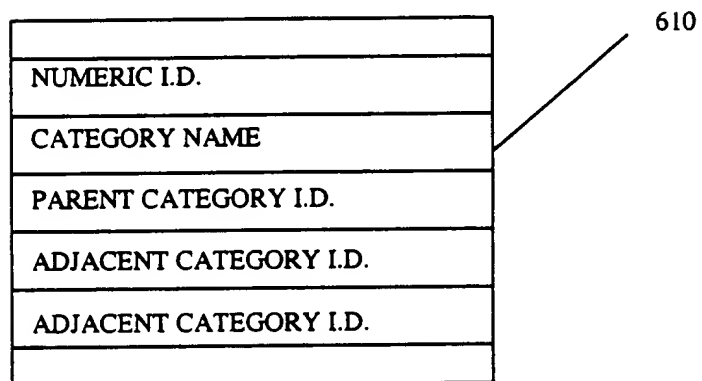 610
NUMERIC I.D.
CATEGORY NAME
PARENT CATEGORY I.D.
ADJACENT CATEGORY I.D.
ADJACENT CATEGORY I.D.